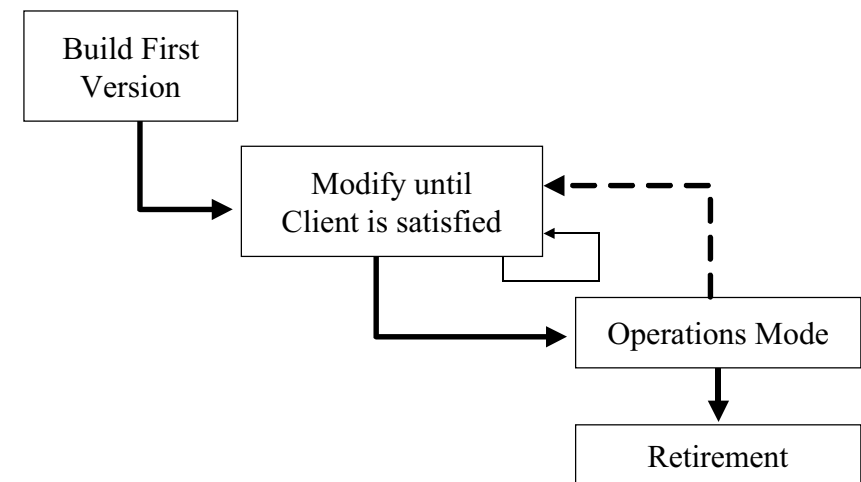 Build First
Version
Modify until
Client is satisfied
Operations Mode
Retirement